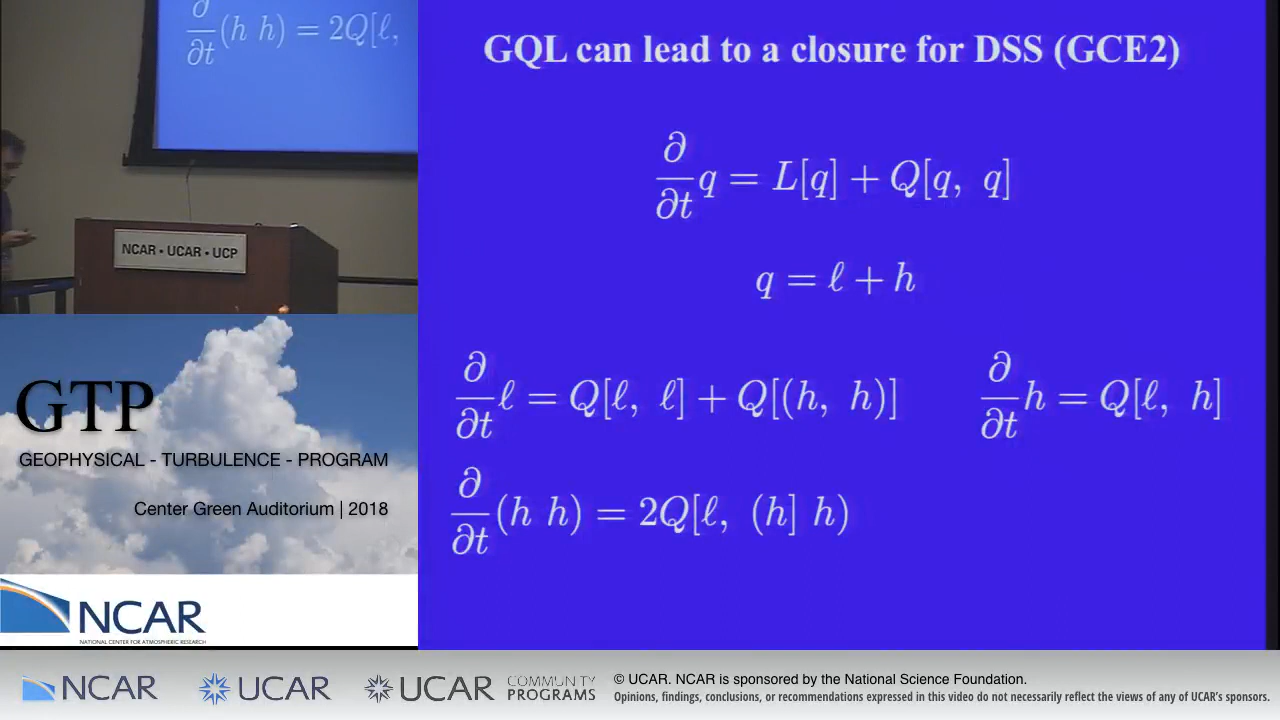 ∂/∂t (h h) = 2Q[ℓ,
NCAR • UCAR • UCP
GTP
GEOPHYSICAL - TURBULENCE - PROGRAM
Center Green Auditorium | 2018
NCAR
NATIONAL CENTER FOR ATMOSPHERIC RESEARCH
GQL can lead to a closure for DSS (GCE2)
∂/∂t q = L[q] + Q[q, q]
q = ℓ + h
∂/∂t ℓ = Q[ℓ, ℓ] + Q[(h, h)]
∂/∂t h = Q[ℓ, h]
∂/∂t (h h) = 2Q[ℓ, (h] h)
NCAR
UCAR
UCAR
COMMUNITY
PROGRAMS
© UCAR. NCAR is sponsored by the National Science Foundation.
Opinions, findings, conclusions, or recommendations expressed in this video do not necessarily reflect the views of any of UCAR's sponsors.